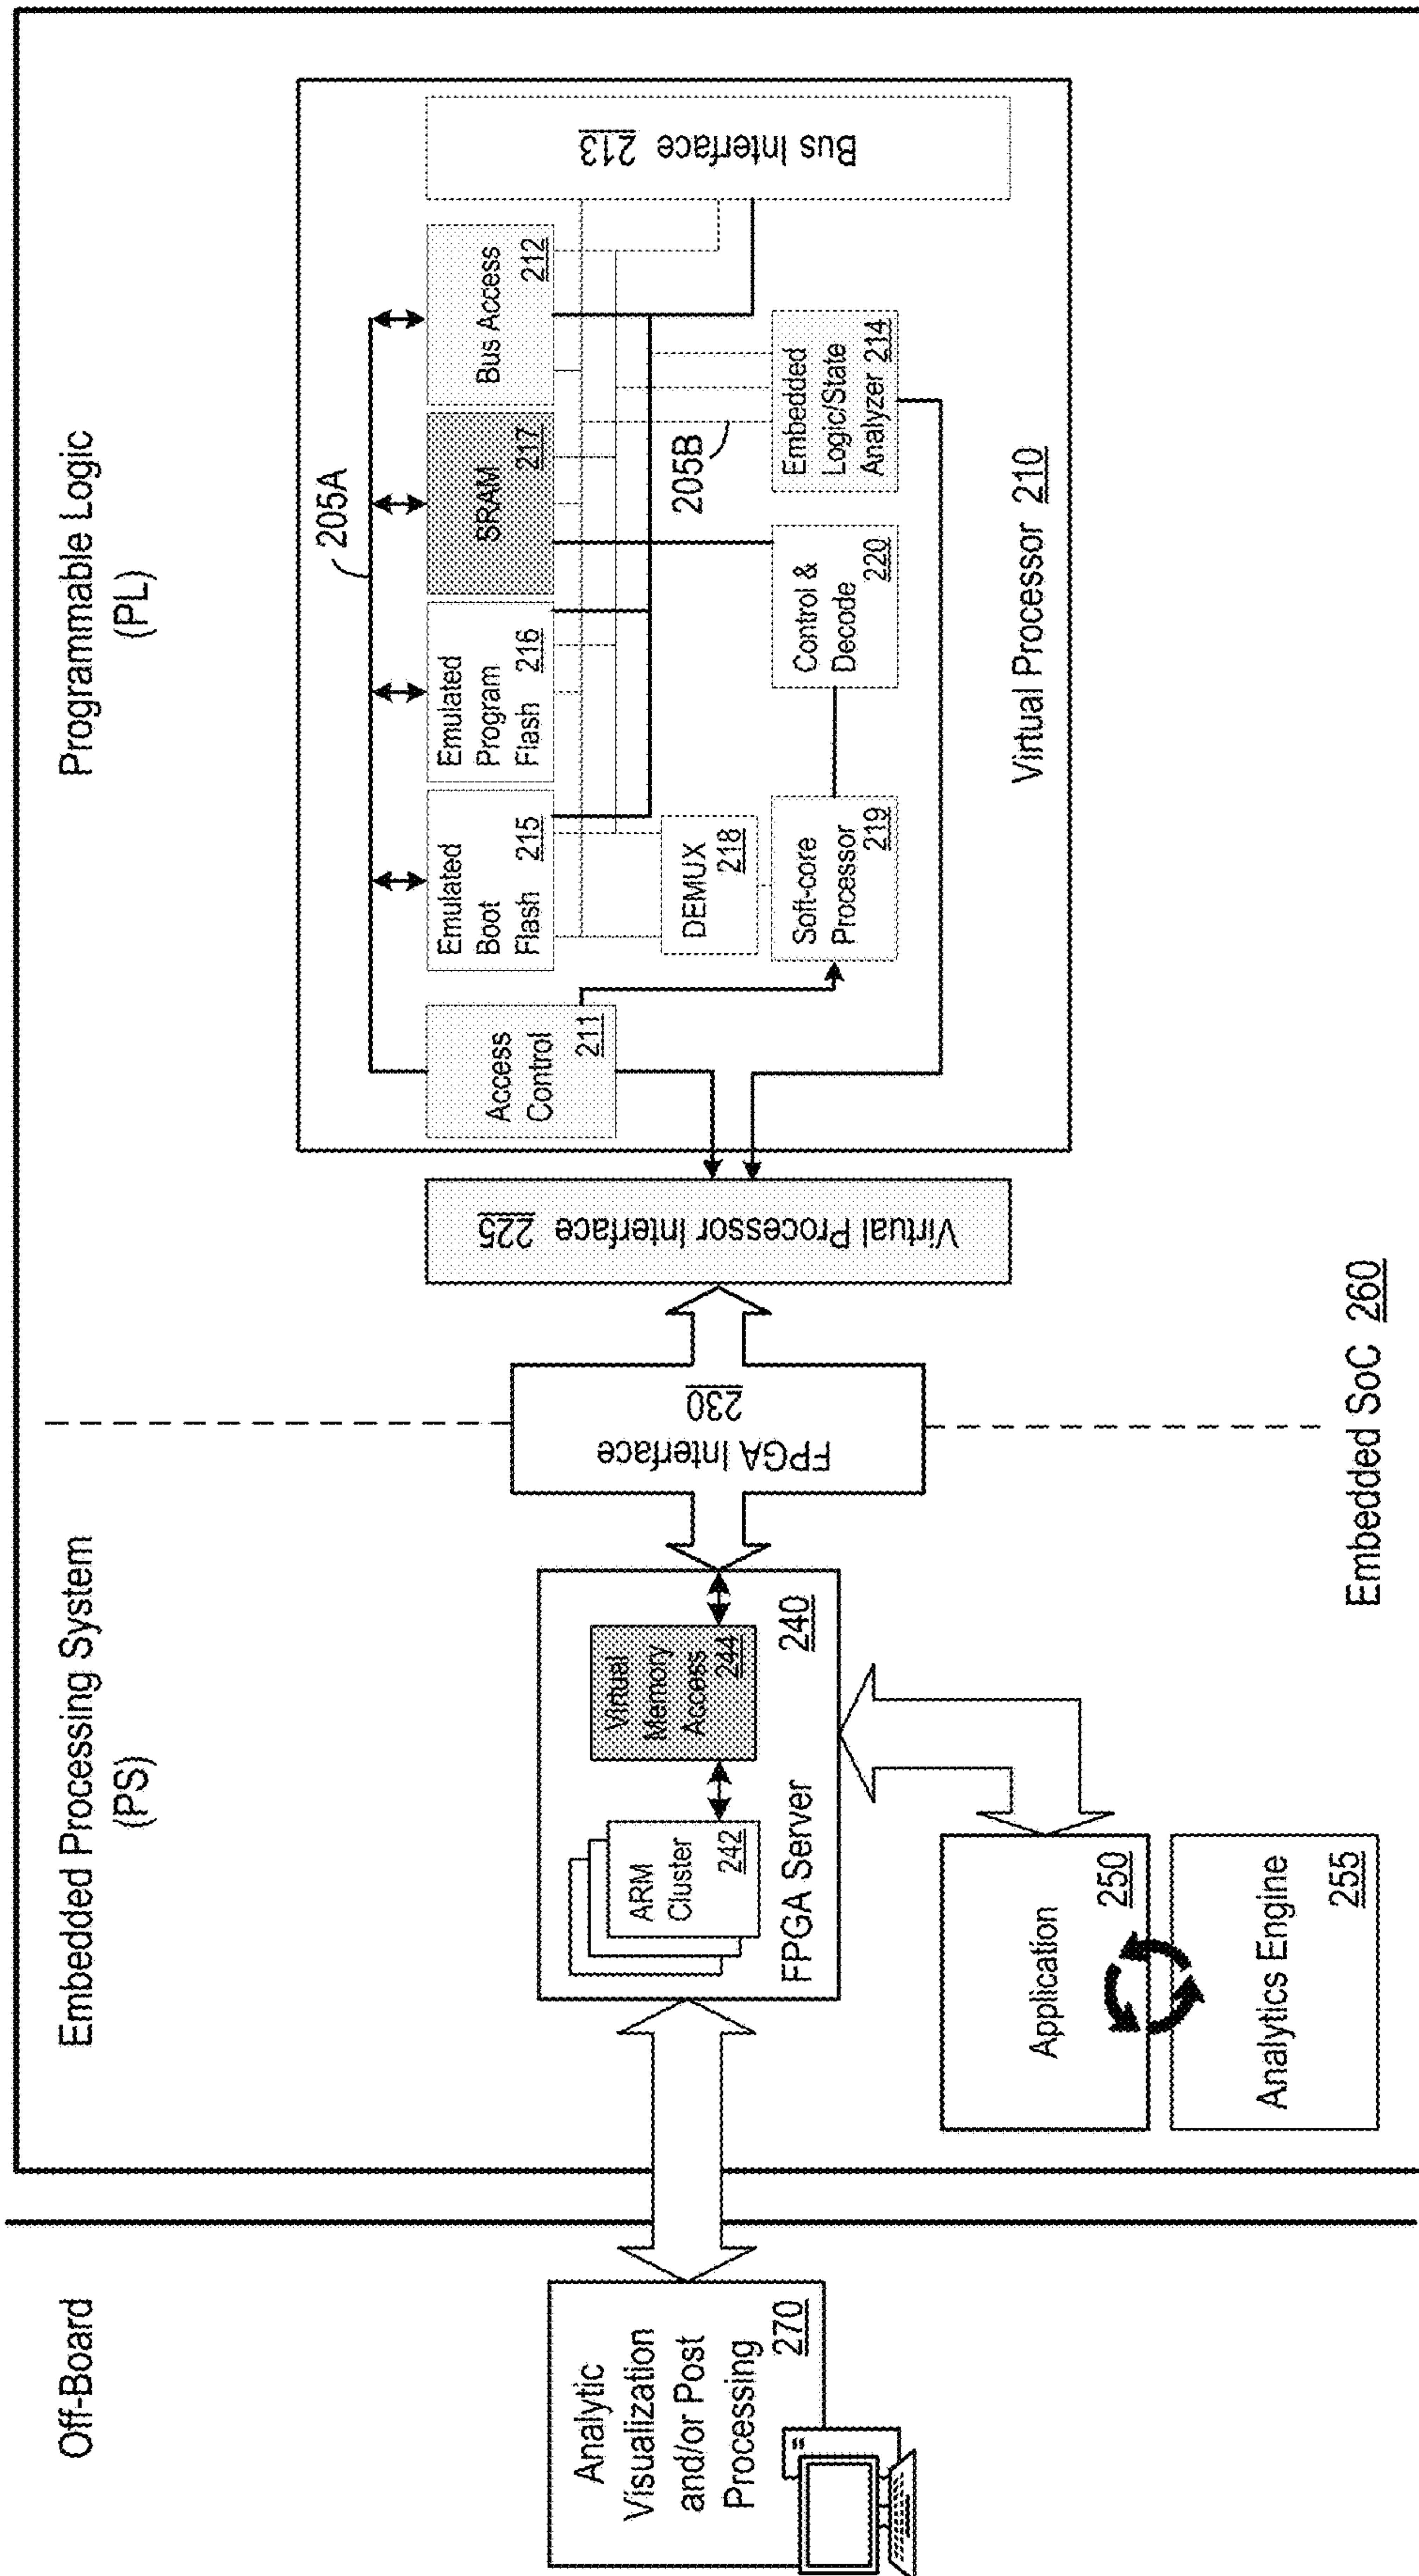 Off-Board
Embedded Processing System
(PS)
Programmable Logic
(PL)
Analytic
Visualization
and/or Post
Processing
270
ARM
Cluster
242
Virtual
Memory
Access
244
FPGA Server
240
Application
250
Analytics Engine
255
FPGA Interface 230
Virtual Processor Interface 225
Embedded SoC 260
205A
Access
Control
211
Emulated
Boot
Flash 215
Emulated
Program
Flash 216
SRAM
217
Bus Access
212
Bus Interface 213
205B
DEMUX
218
Soft-core
Processor
219
Control &
Decode
220
Embedded
Logic/State
Analyzer 214
Virtual Processor 210